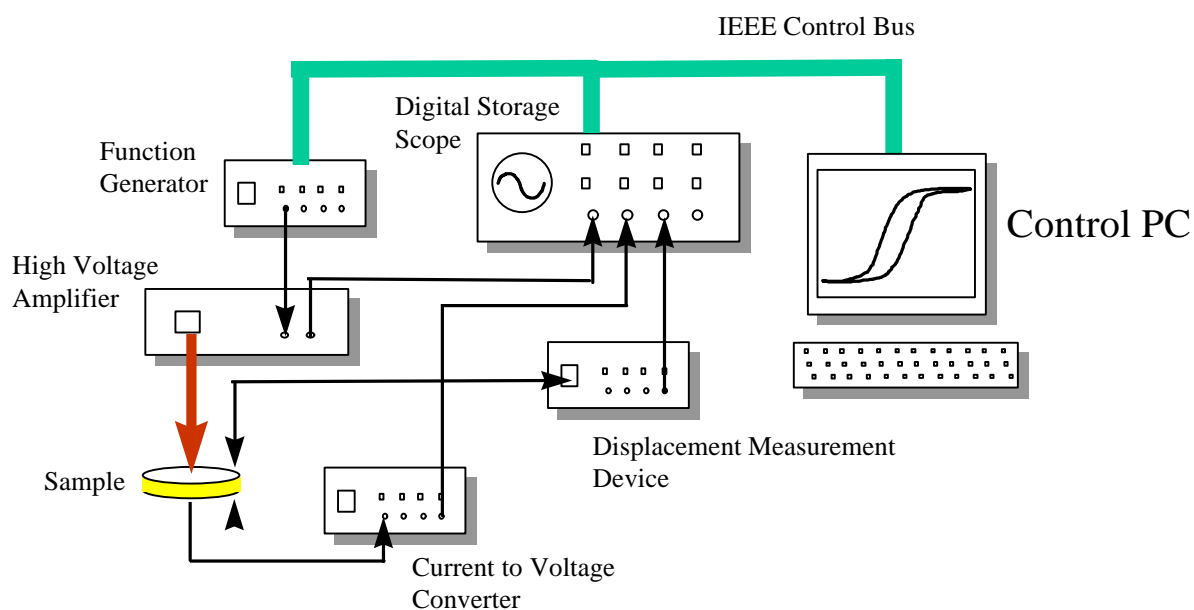 IEEE Control Bus
Digital Storage
Scope
Function
Generator
Control PC
High Voltage
Amplifier
Displacement Measurement
Device
Sample
Current to Voltage
Converter